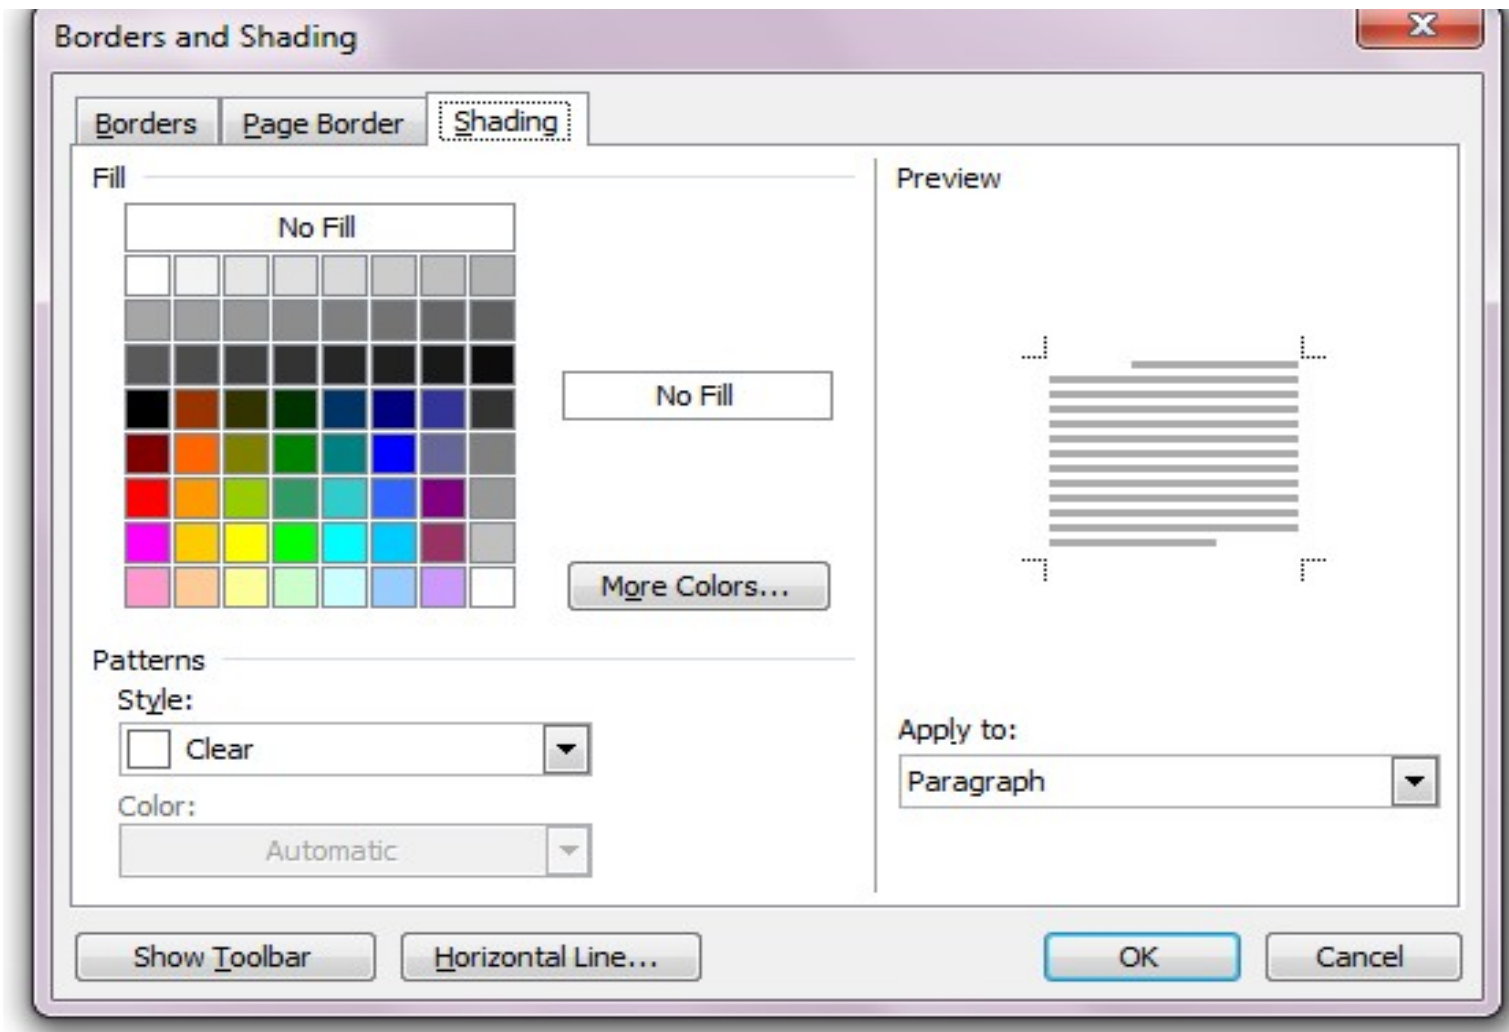 Borders and Shading
Borders
Page Border
Shading
Fill
No Fill
No Fill
More Colors...
Patterns
Style:
Clear
Color:
Automatic
Preview
Apply to:
Paragraph
Show Toolbar
Horizontal Line...
OK
Cancel